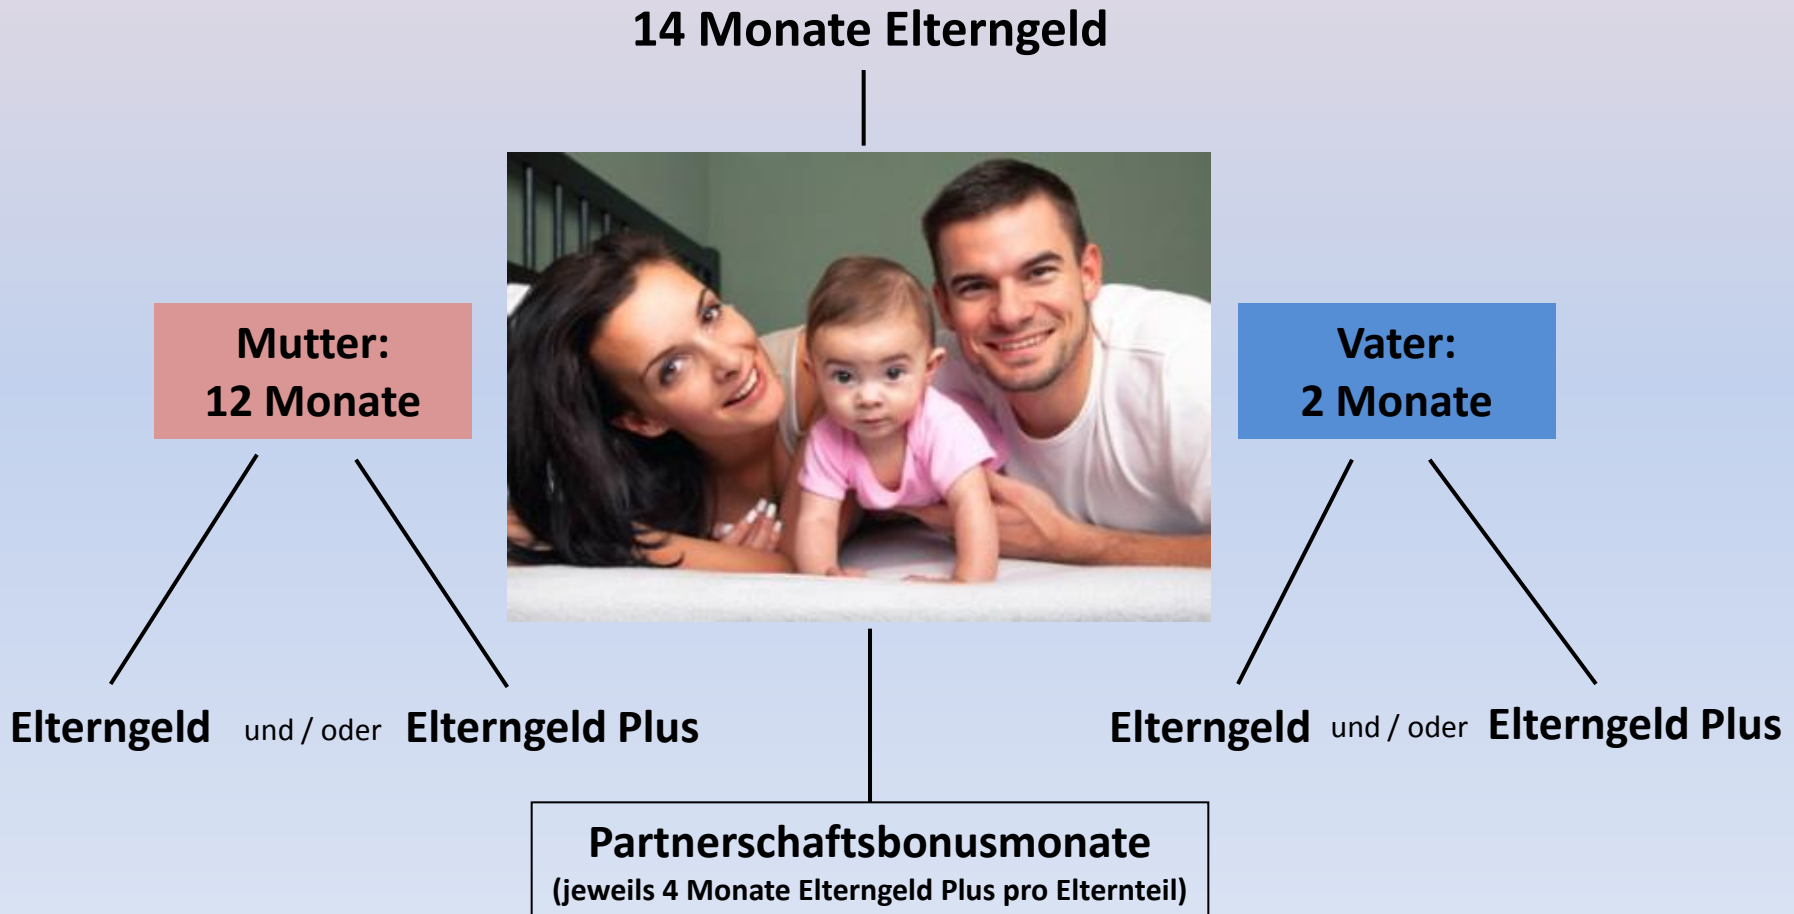 14 Monate Elterngeld
Mutter:
12 Monate
Vater:
2 Monate
Elterngeld und / oder Elterngeld Plus
Elterngeld und / oder Elterngeld Plus
Partnerschaftsbonusmonate
(jeweils 4 Monate Elterngeld Plus pro Elternteil)